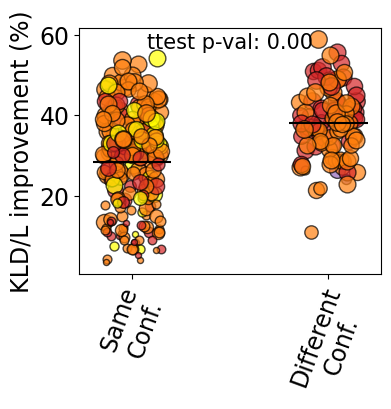 ttest p-val: 0.00
KLD/L improvement (%)
60
40
20
Same
Conf.
Different
Conf.